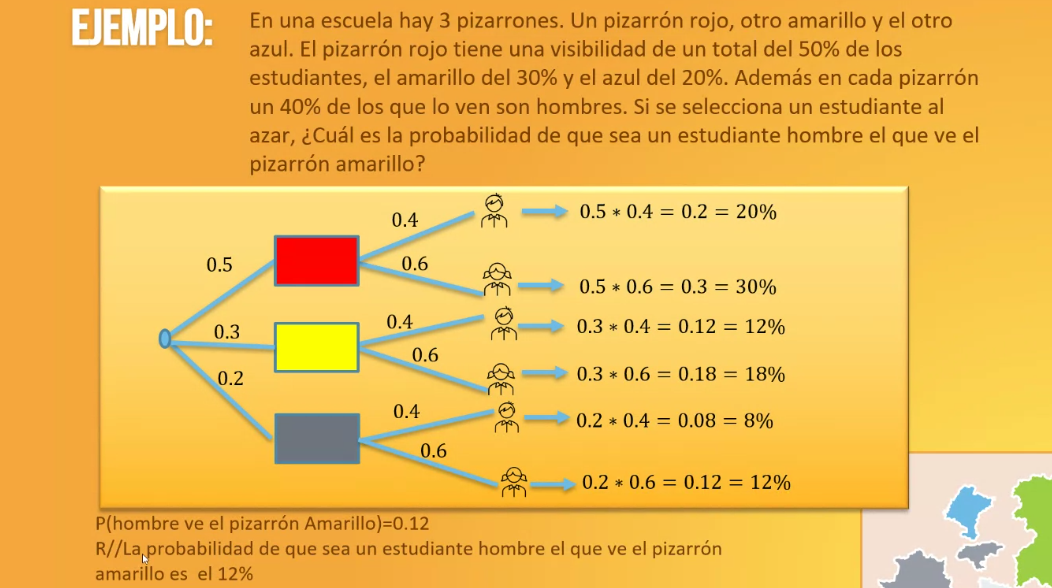 EJEMPLO:
En una escuela hay 3 pizarrones. Un pizarrón rojo, otro amarillo y el otro
azul. El pizarrón rojo tiene una visibilidad de un total del 50% de los
estudiantes, el amarillo del 30% y el azul del 20%. Además en cada pizarrón
un 40% de los que lo ven son hombres. Si se selecciona un estudiante al
azar, ¿Cuál es la probabilidad de que sea un estudiante hombre el que ve el
pizarrón amarillo?
0.4
0.5 * 0.4 = 0.2 = 20%
0.5
0.6
0.5 * 0.6 = 0.3 = 30%
0.3
0.4
0.3 * 0.4 = 0.12 = 12%
0.6
0.3 * 0.6 = 0.18 = 18%
0.2
0.4
0.2 * 0.4 = 0.08 = 8%
0.6
0.2 * 0.6 = 0.12 = 12%
P(hombre ve el pizarrón Amarillo)=0.12
R//La probabilidad de que sea un estudiante hombre el que ve el pizarrón
amarillo es el 12%